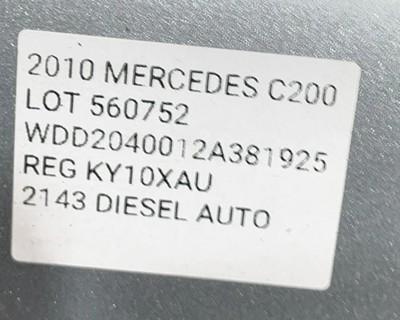 2010 MERCEDES C200
LOT 560752
WDD2040012A381925
REG KY10XAU
2143 DIESEL AUTO